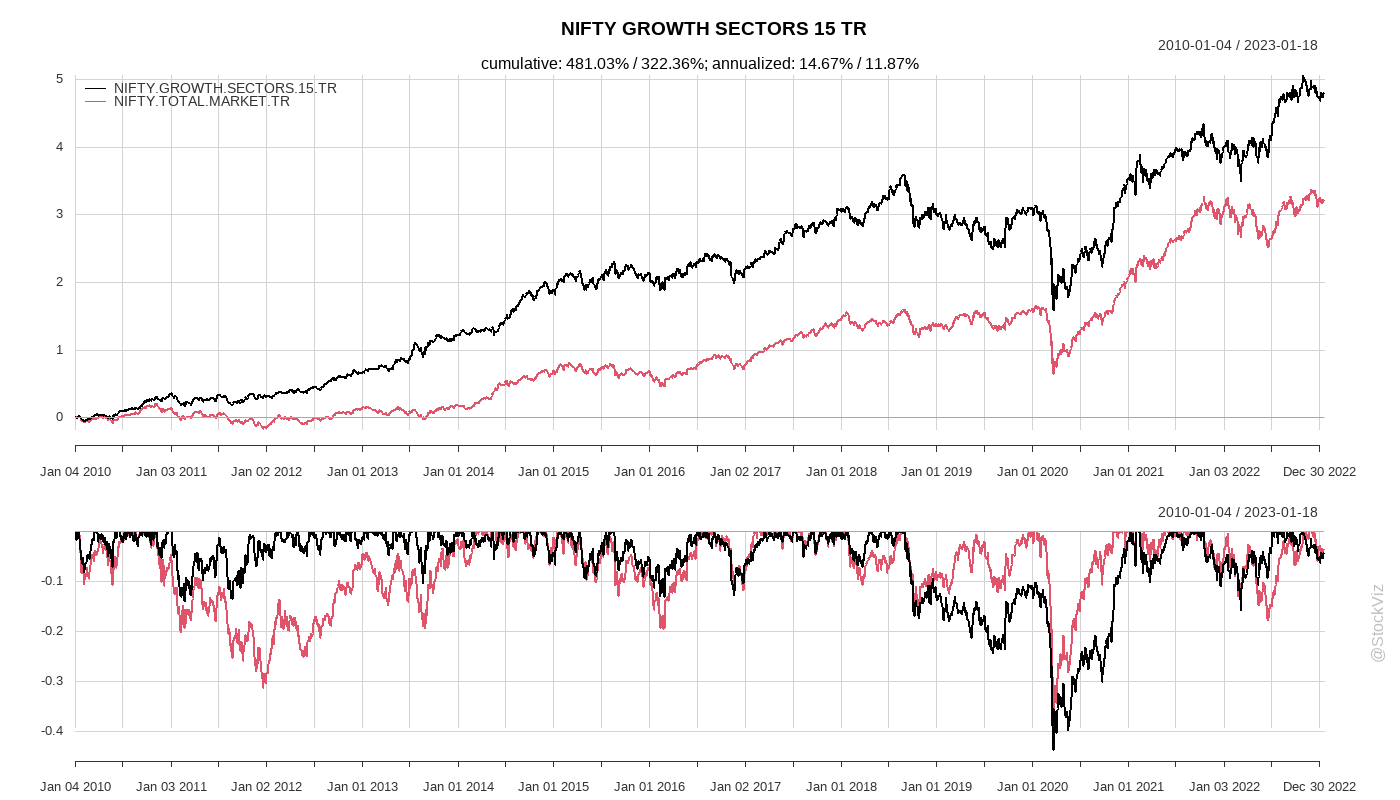 NIFTY GROWTH SECTORS 15 TR
2010-01-04 / 2023-01-18
cumulative: 481.03% / 322.36%; annualized: 14.67% / 11.87%
NIFTY.GROWTH.SECTORS.15.TR
NIFTY.TOTAL.MARKET.TR
5
4
3
2
1
0
Jan 04 2010 Jan 03 2011 Jan 02 2012 Jan 01 2013 Jan 01 2014 Jan 01 2015 Jan 01 2016 Jan 02 2017 Jan 01 2018 Jan 01 2019 Jan 01 2020 Jan 01 2021 Jan 03 2022 Dec 30 2022
2010-01-04 / 2023-01-18
-0.1
-0.2
-0.3
-0.4
Jan 04 2010 Jan 03 2011 Jan 02 2012 Jan 01 2013 Jan 01 2014 Jan 01 2015 Jan 01 2016 Jan 02 2017 Jan 01 2018 Jan 01 2019 Jan 01 2020 Jan 01 2021 Jan 03 2022 Dec 30 2022
@StockViz